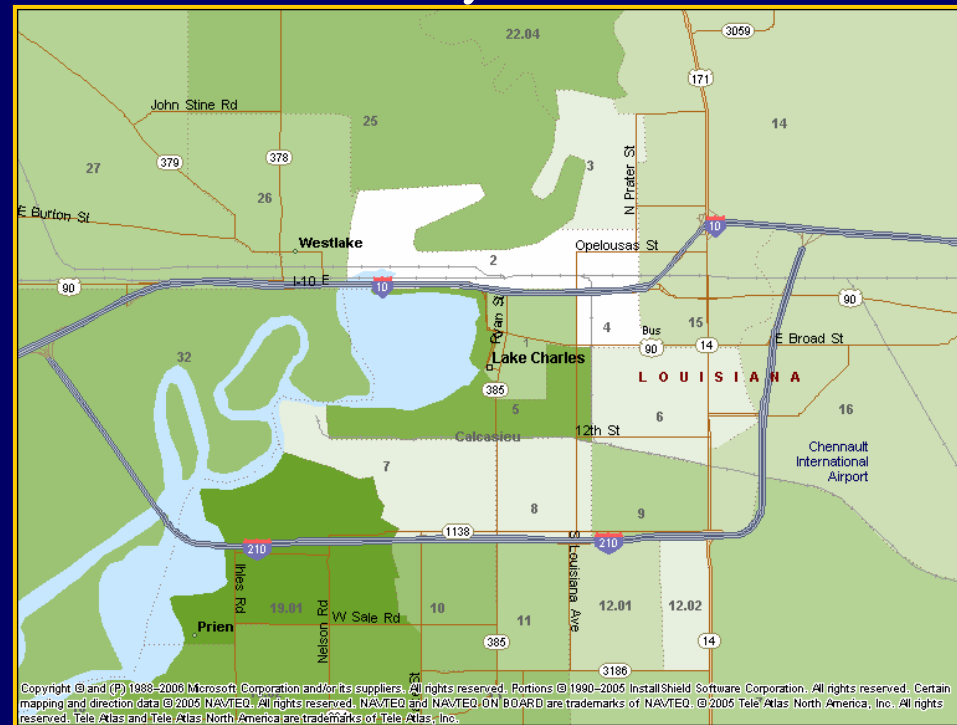 22.04
3059
171
John Stine Rd
25
14
N Prater St
379
378
3
27
26
E Burton St
10
Westlake
Opelousas St
2
90
I-10 E
10
90
Ryan St
4
15
Bus
90
14
E Broad St
1
32
Lake Charles
LOUISIANA
385
5
6
16
12th St
Calcasieu
Chennault
International
Airport
7
8
9
1138
210
210
S Louisiana Ave
Ihles Rd
19.01
Nelson Rd
10
11
12.01
12.02
W Sale Rd
Prien
385
14
3186
Copyright © and (P) 1988–2006 Microsoft Corporation and/or its suppliers. All rights reserved. Portions © 1990–2005 InstallShield Software Corporation. All rights reserved. Certain
mapping and direction data © 2005 NAVTEQ. All rights reserved. NAVTEQ and NAVTEQ ON BOARD are trademarks of NAVTEQ. © 2005 Tele Atlas North America, Inc. All rights
reserved. Tele Atlas and Tele Atlas North America are trademarks of Tele Atlas, Inc.